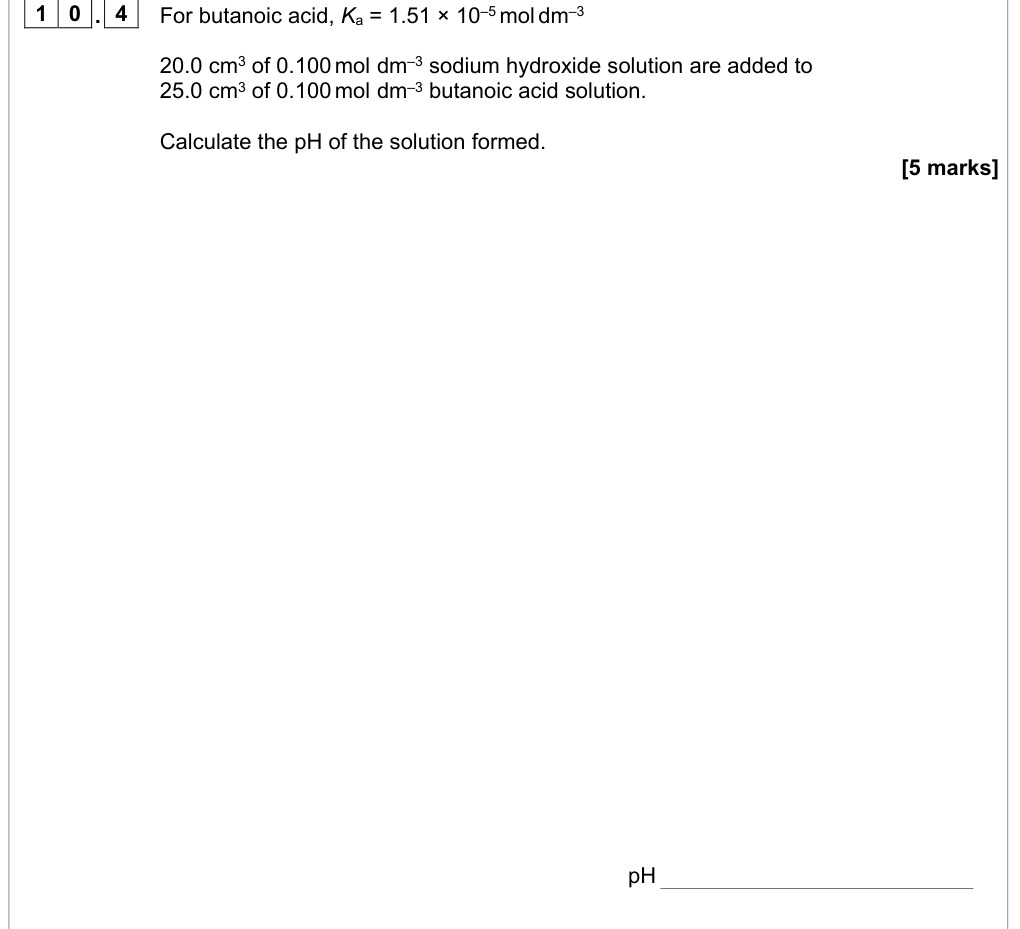 10.4 For butanoic acid, Kₐ = 1.51 × 10⁻⁵ mol dm⁻³
20.0 cm³ of 0.100 mol dm⁻³ sodium hydroxide solution are added to
25.0 cm³ of 0.100 mol dm⁻³ butanoic acid solution.
Calculate the pH of the solution formed.
[5 marks]
pH